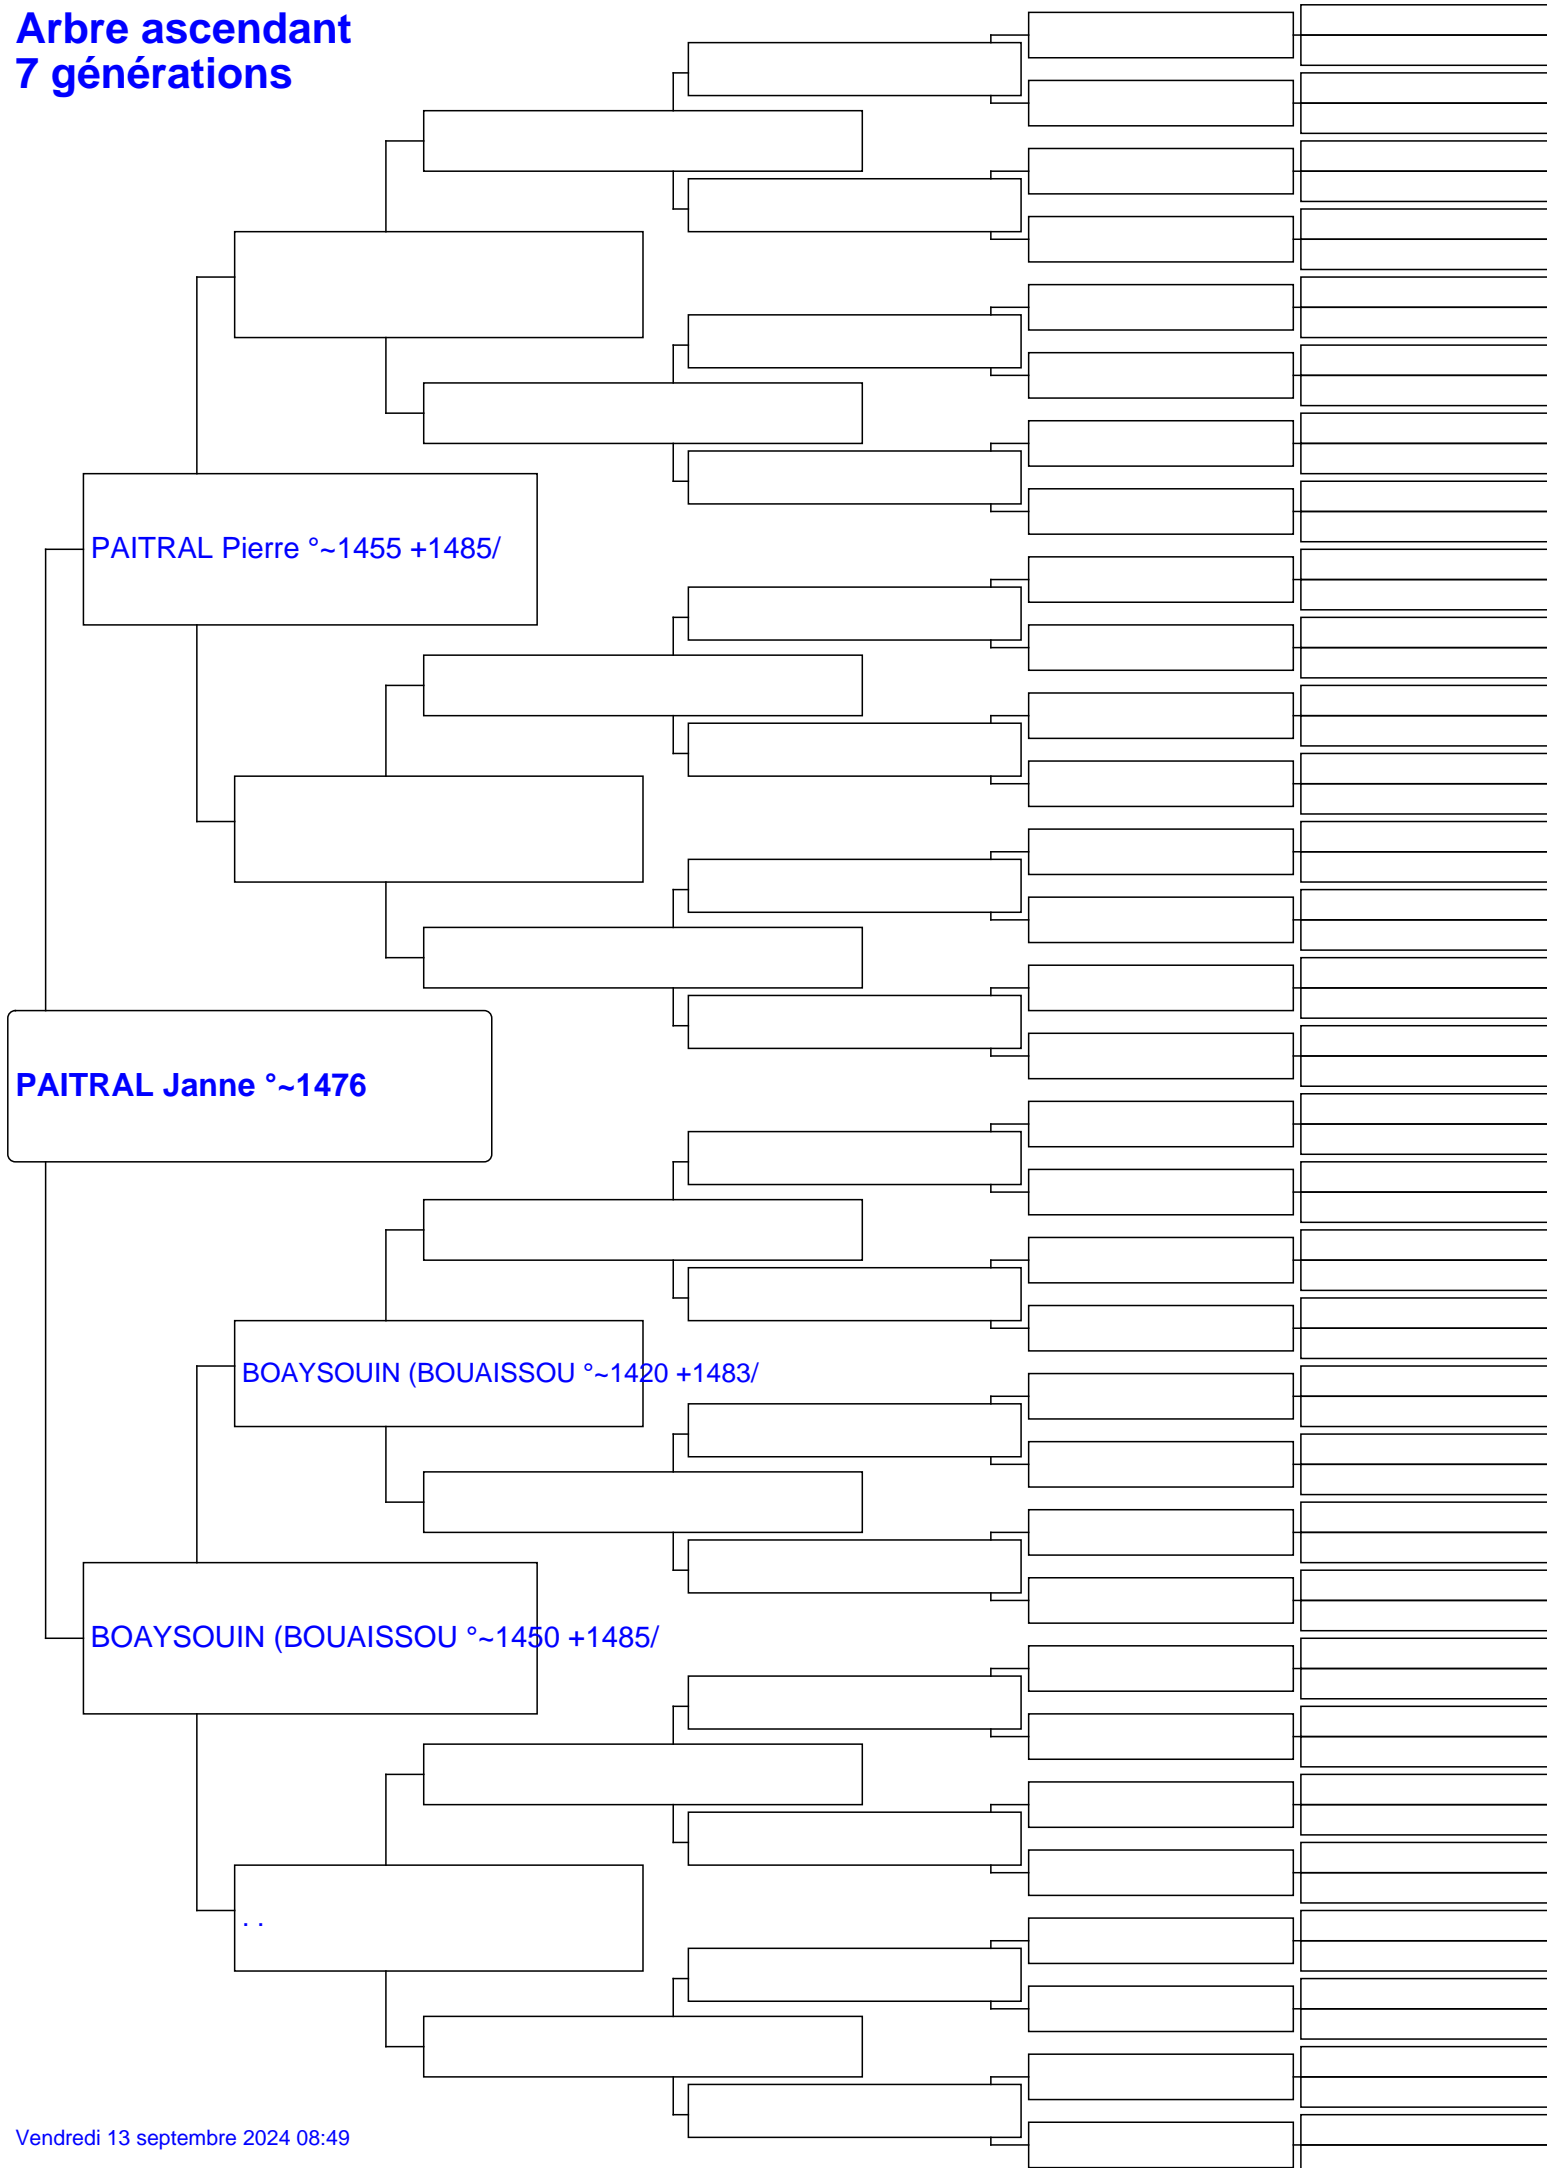 Arbre ascendant
7 générations
PAITRAL Pierre °~1455 +1485/
PAITRAL Janne °~1476
BOAYSOUIN (BOUAISSOU °~1420 +1483/
BOAYSOUIN (BOUAISSOU °~1450 +1485/
. .
Vendredi 13 septembre 2024 08:49